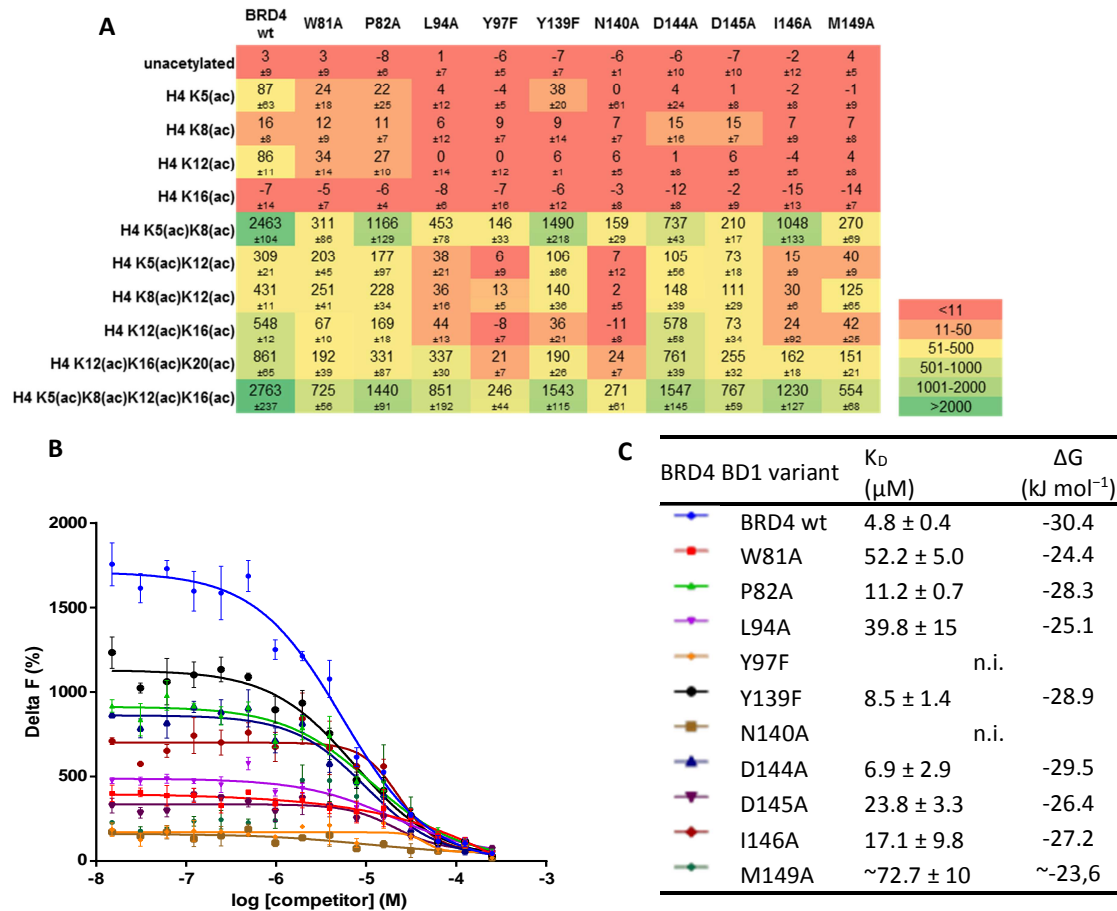 A
BRD4 wt W81A P82A L94A Y97F Y139F N140A D144A D145A I146A M149A
unacetylated 3 3 -8 1 -6 -7 -6 -6 -7 -2 4
±9 ±9 ±6 ±7 ±5 ±7 ±1 ±10 ±10 ±12 ±5
H4 K5(ac) 87 24 22 4 -4 38 0 4 1 -2 -1
±63 ±18 ±25 ±12 ±5 ±20 ±61 ±24 ±8 ±8 ±9
H4 K8(ac) 16 12 11 6 9 9 7 15 15 7 7
±8 ±9 ±7 ±12 ±7 ±14 ±7 ±16 ±7 ±9 ±8
H4 K12(ac) 86 34 27 0 0 6 6 1 6 -4 4
±11 ±14 ±10 ±14 ±12 ±1 ±5 ±8 ±5 ±5 ±8
H4 K16(ac) -7 -5 -6 -8 -7 -6 -3 -12 -2 -15 -14
±14 ±7 ±4 ±6 ±16 ±12 ±8 ±8 ±9 ±13 ±7
H4 K5(ac)K8(ac) 2463 311 1166 453 146 1490 159 737 210 1048 270
±104 ±86 ±129 ±78 ±33 ±218 ±29 ±43 ±17 ±133 ±69
H4 K5(ac)K12(ac) 309 203 177 38 6 106 7 105 73 15 40
±21 ±45 ±97 ±21 ±9 ±86 ±12 ±56 ±18 ±9 ±9
H4 K8(ac)K12(ac) 431 251 228 36 13 140 2 148 111 30 125
±11 ±41 ±34 ±16 ±5 ±36 ±5 ±39 ±29 ±6 ±65
H4 K12(ac)K16(ac) 548 67 169 44 -8 36 -11 578 73 24 42
±12 ±10 ±18 ±13 ±7 ±21 ±8 ±58 ±34 ±92 ±25
H4 K12(ac)K16(ac)K20(ac) 861 192 331 337 21 190 24 761 255 162 151
±65 ±39 ±87 ±30 ±7 ±26 ±7 ±39 ±32 ±18 ±21
H4 K5(ac)K8(ac)K12(ac)K16(ac) 2763 725 1440 851 246 1543 271 1547 767 1230 554
±237 ±56 ±91 ±192 ±44 ±115 ±61 ±145 ±59 ±127 ±68
<11
11-50
51-500
501-1000
1001-2000
>2000
B
2000
1500
1000
500
0
Delta F (%)
-8 -7 -6 -5 -4 -3
log [competitor] (M)
C
BRD4 BD1 variant K_D (µM) ΔG (kJ mol⁻¹)
BRD4 wt 4.8 ± 0.4 -30.4
W81A 52.2 ± 5.0 -24.4
P82A 11.2 ± 0.7 -28.3
L94A 39.8 ± 15 -25.1
Y97F n.i.
Y139F 8.5 ± 1.4 -28.9
N140A n.i.
D144A 6.9 ± 2.9 -29.5
D145A 23.8 ± 3.3 -26.4
I146A 17.1 ± 9.8 -27.2
M149A ~72.7 ± 10 ~-23,6